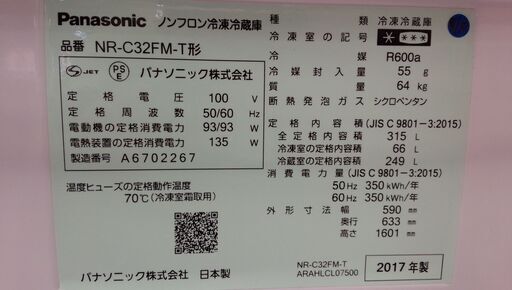 Panasonic ノンフロン冷凍冷蔵庫
品番 NR-C32FM-T形
S JET PSE パナソニック株式会社
定格電圧 100 V
定格周波数 50/60 Hz
電動機の定格消費電力 93/93 W
電熱装置の定格消費電力 135 W
製造番号 A6702267
温度ヒューズの定格動作温度
70℃(冷凍室霜取用)
パナソニック株式会社 日本製
種類 冷凍冷蔵庫
冷凍室の記号 * ***
冷媒 R600a
冷媒封入量 55 g
質量 64 kg
断熱発泡ガス シクロペンタン
定格内容積 (JIS C 9801-3:2015)
全定格内容積 315 L
冷凍室の内容積 66 L
冷蔵室の内容積 249 L
消費電力量(JIS C 9801-3:2015)
50Hz 350 kWh/年
60Hz 350 kWh/年
外形寸法 幅 590 mm
奥行 633 mm
高さ 1601 mm
NR-C32FM-T
ARAHLCL07500
2017年製